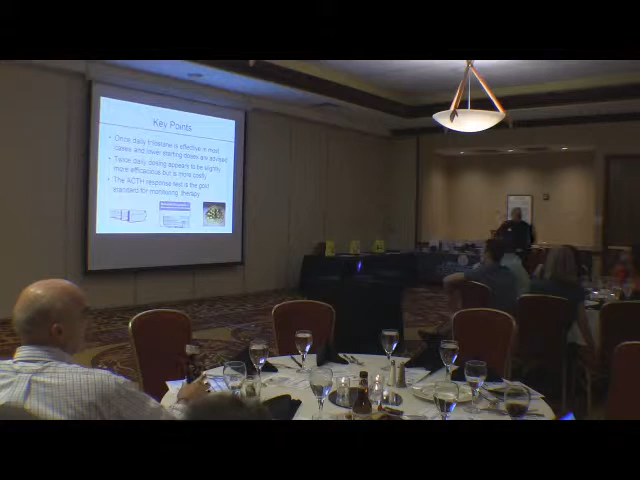 Key Points
• Once daily trilostane is effective in most
cases and lower starting doses are advised
• Twice daily dosing appears to be slightly
more efficacious but is more costly
• The ACTH response test is the gold
standard for monitoring therapy